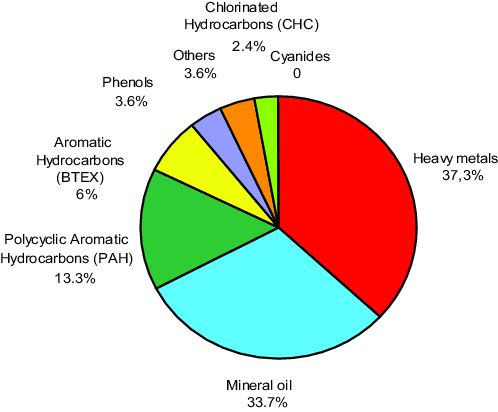 Chlorinated
Hydrocarbons (CHC)
2.4%
Cyanides
0
Others
3.6%
Phenols
3.6%
Aromatic
Hydrocarbons
(BTEX)
6%
Heavy metals
37,3%
Polycyclic Aromatic
Hydrocarbons (PAH)
13.3%
Mineral oil
33.7%